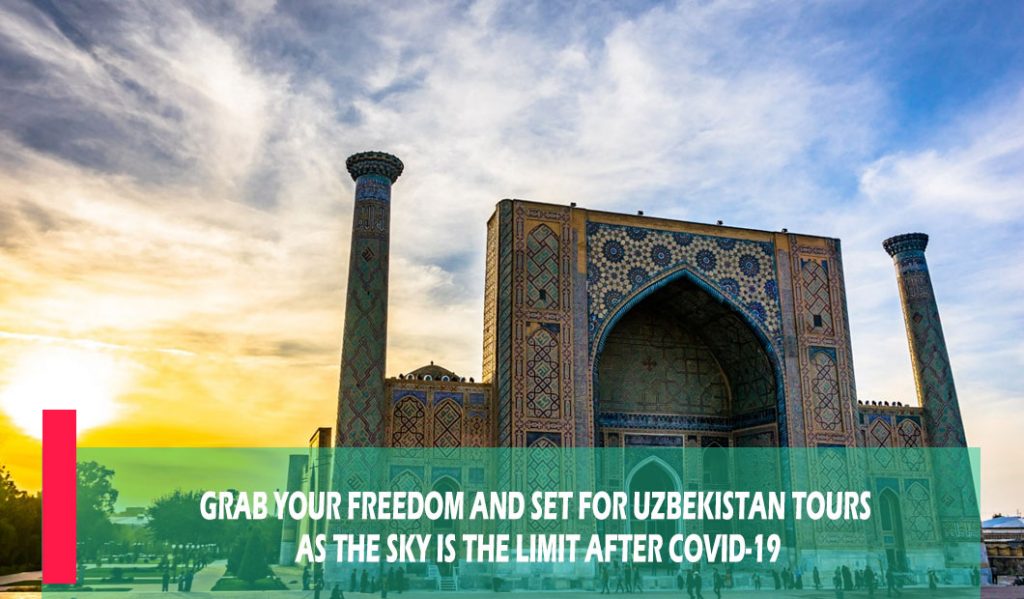 GRAB YOUR FREEDOM AND SET FOR UZBEKISTAN TOURS
AS THE SKY IS THE LIMIT AFTER COVID-19